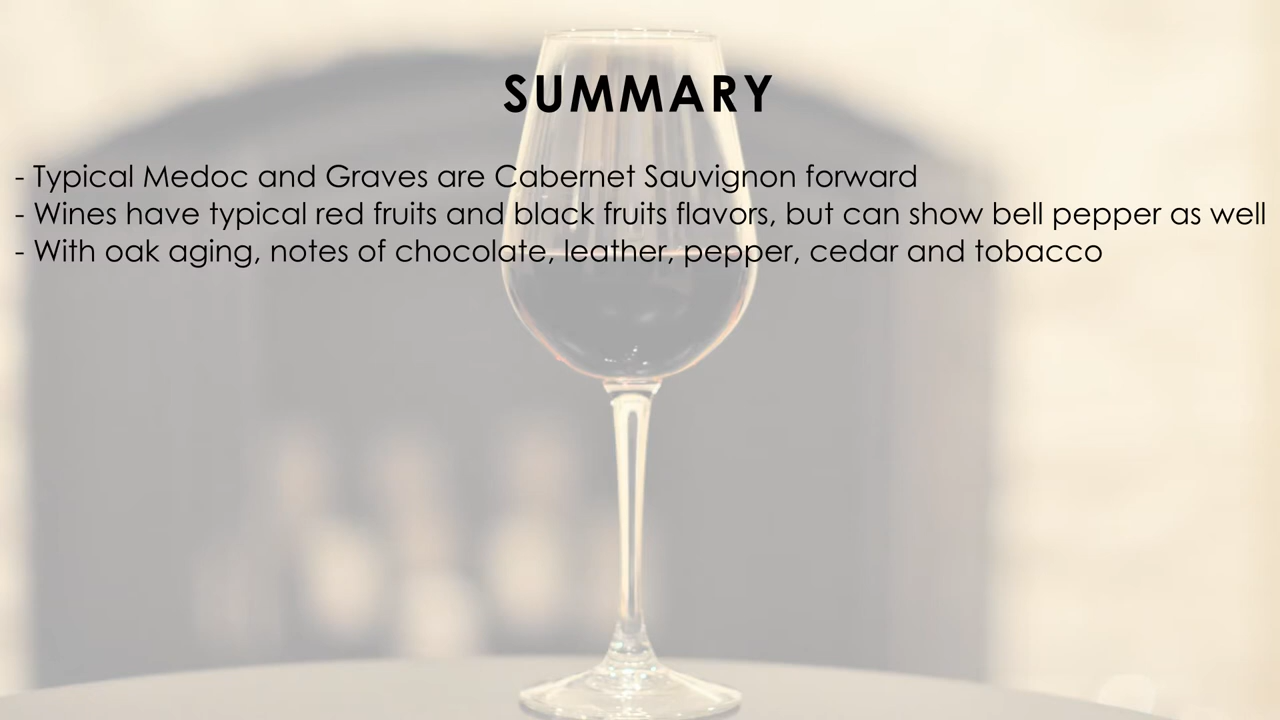 SUMMARY
- Typical Medoc and Graves are Cabernet Sauvignon forward
- Wines have typical red fruits and black fruits flavors, but can show bell pepper as well
- With oak aging, notes of chocolate, leather, pepper, cedar and tobacco